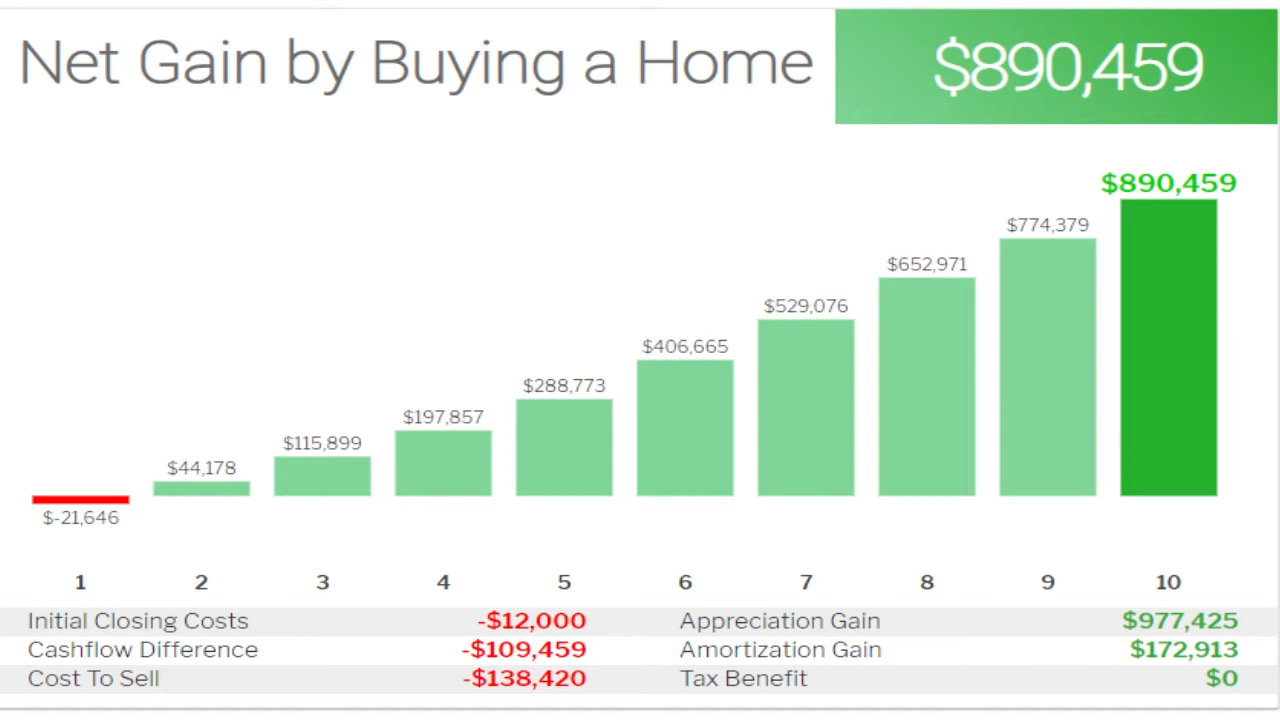 Net Gain by Buying a Home $890,459
$890,459
$774,379
$652,971
$529,076
$406,665
$288,773
$197,857
$115,899
$44,178
$-21,646
1 2 3 4 5 6 7 8 9 10
Initial Closing Costs -$12,000 Appreciation Gain $977,425
Cashflow Difference -$109,459 Amortization Gain $172,913
Cost To Sell -$138,420 Tax Benefit $0